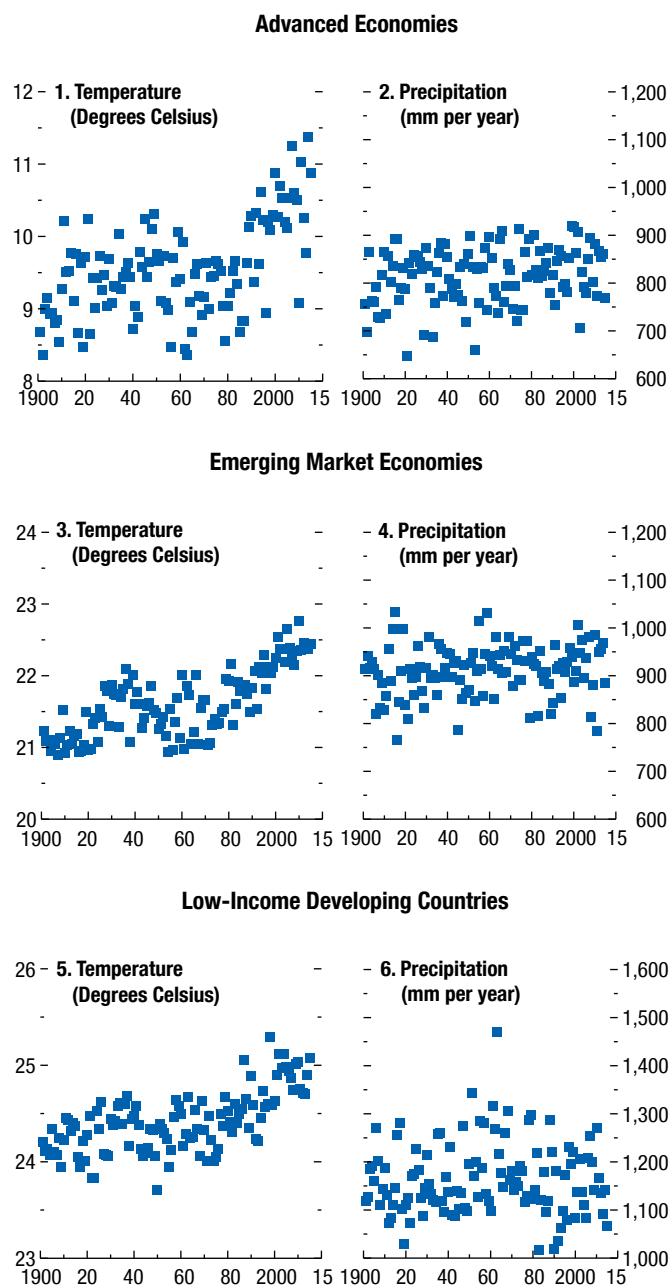 Advanced Economies
1. Temperature
(Degrees Celsius)
12
11
10
9
8
1900 20 40 60 80 2000 15
2. Precipitation
(mm per year)
1,200
1,100
1,000
900
800
700
600
1900 20 40 60 80 2000 15
Emerging Market Economies
3. Temperature
(Degrees Celsius)
24
23
22
21
20
1900 20 40 60 80 2000 15
4. Precipitation
(mm per year)
1,200
1,100
1,000
900
800
700
600
1900 20 40 60 80 2000 15
Low-Income Developing Countries
5. Temperature
(Degrees Celsius)
26
25
24
23
1900 20 40 60 80 2000 15
6. Precipitation
(mm per year)
1,600
1,500
1,400
1,300
1,200
1,100
1,000
1900 20 40 60 80 2000 15